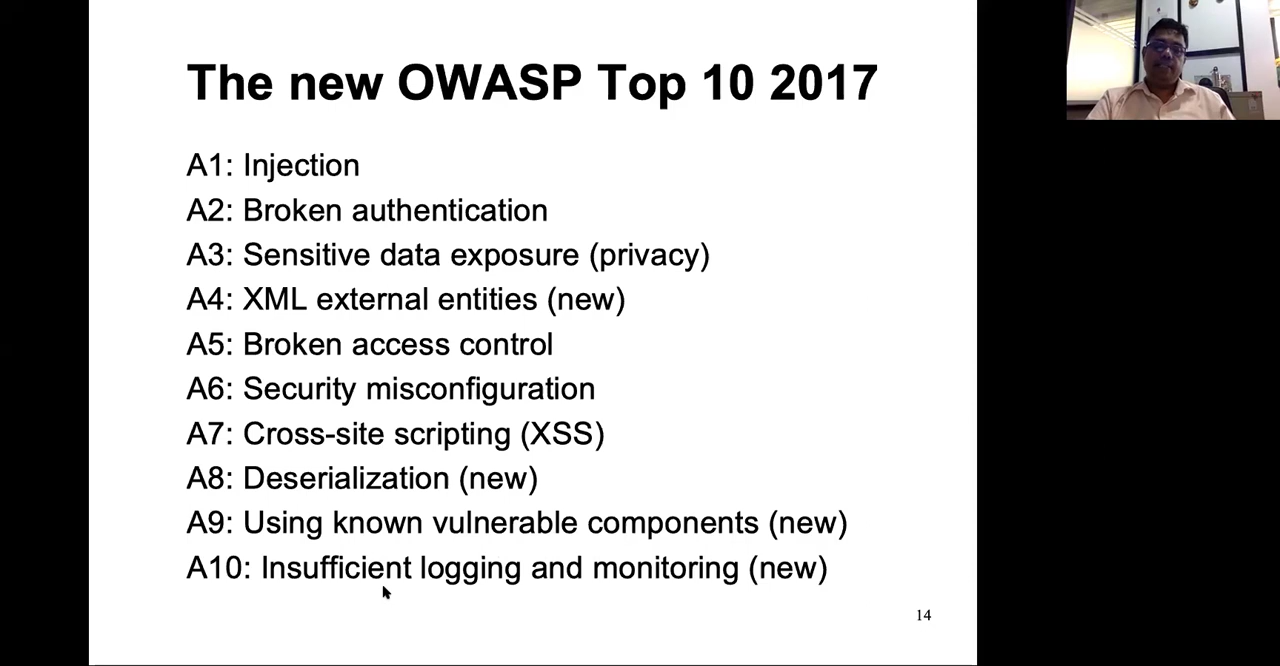 The new OWASP Top 10 2017
A1: Injection
A2: Broken authentication
A3: Sensitive data exposure (privacy)
A4: XML external entities (new)
A5: Broken access control
A6: Security misconfiguration
A7: Cross-site scripting (XSS)
A8: Deserialization (new)
A9: Using known vulnerable components (new)
A10: Insufficient logging and monitoring (new)
14